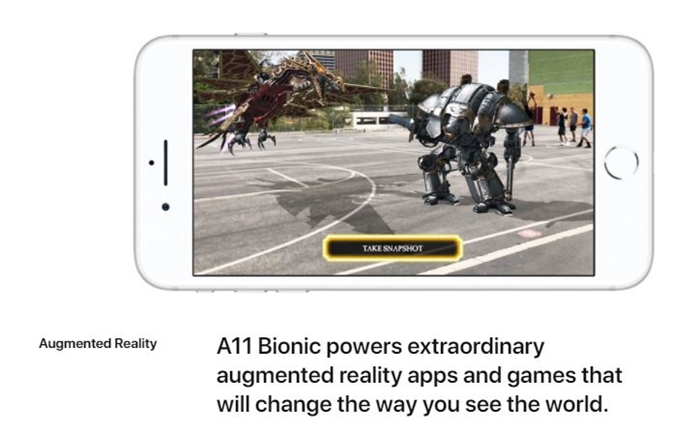 TAKE SNAPSHOT
Augmented Reality
A11 Bionic powers extraordinary
augmented reality apps and games that
will change the way you see the world.